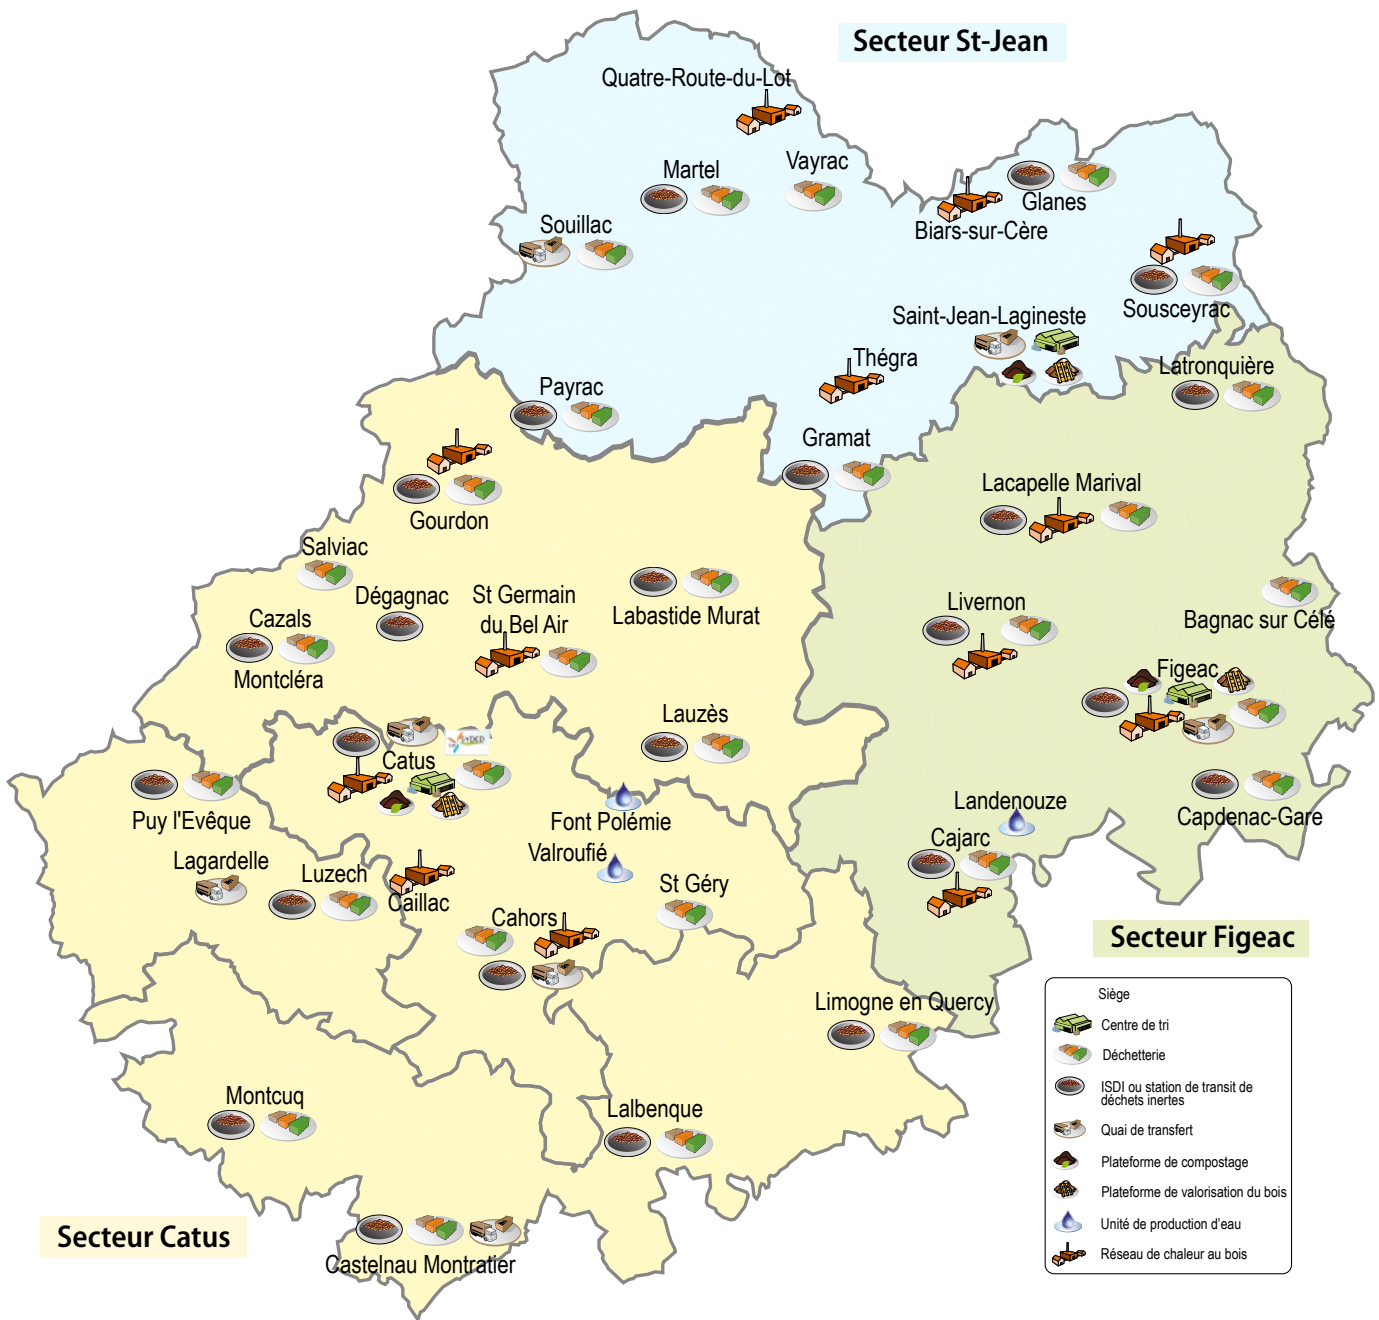 Secteur St-Jean
Quatre-Route-du-Lot
Martel
Vayrac
Glanes
Biars-sur-Cère
Souillac
Sousceyrac
Saint-Jean-Lagineste
Thégra
Latronquière
Payrac
Gramat
Lacapelle Marival
Gourdon
Salviac
Dégagnac
St Germain
du Bel Air
Labastide Murat
Cazals
Montcléra
Livernon
Bagnac sur Célé
Figeac
Lauzès
SYDED
Catus
Puy l'Evêque
Font Polémie
Landenouze
Capdenac-Gare
Lagardelle
Luzech
Caillac
Valroufié
Cajarc
St Géry
Cahors
Secteur Figeac
Limogne en Quercy
Montcuq
Lalbenque
Secteur Catus
Castelnau Montratier
Siège
Centre de tri
Déchetterie
ISDI ou station de transit de
déchets inertes
Quai de transfert
Plateforme de compostage
Plateforme de valorisation du bois
Unité de production d'eau
Réseau de chaleur au bois